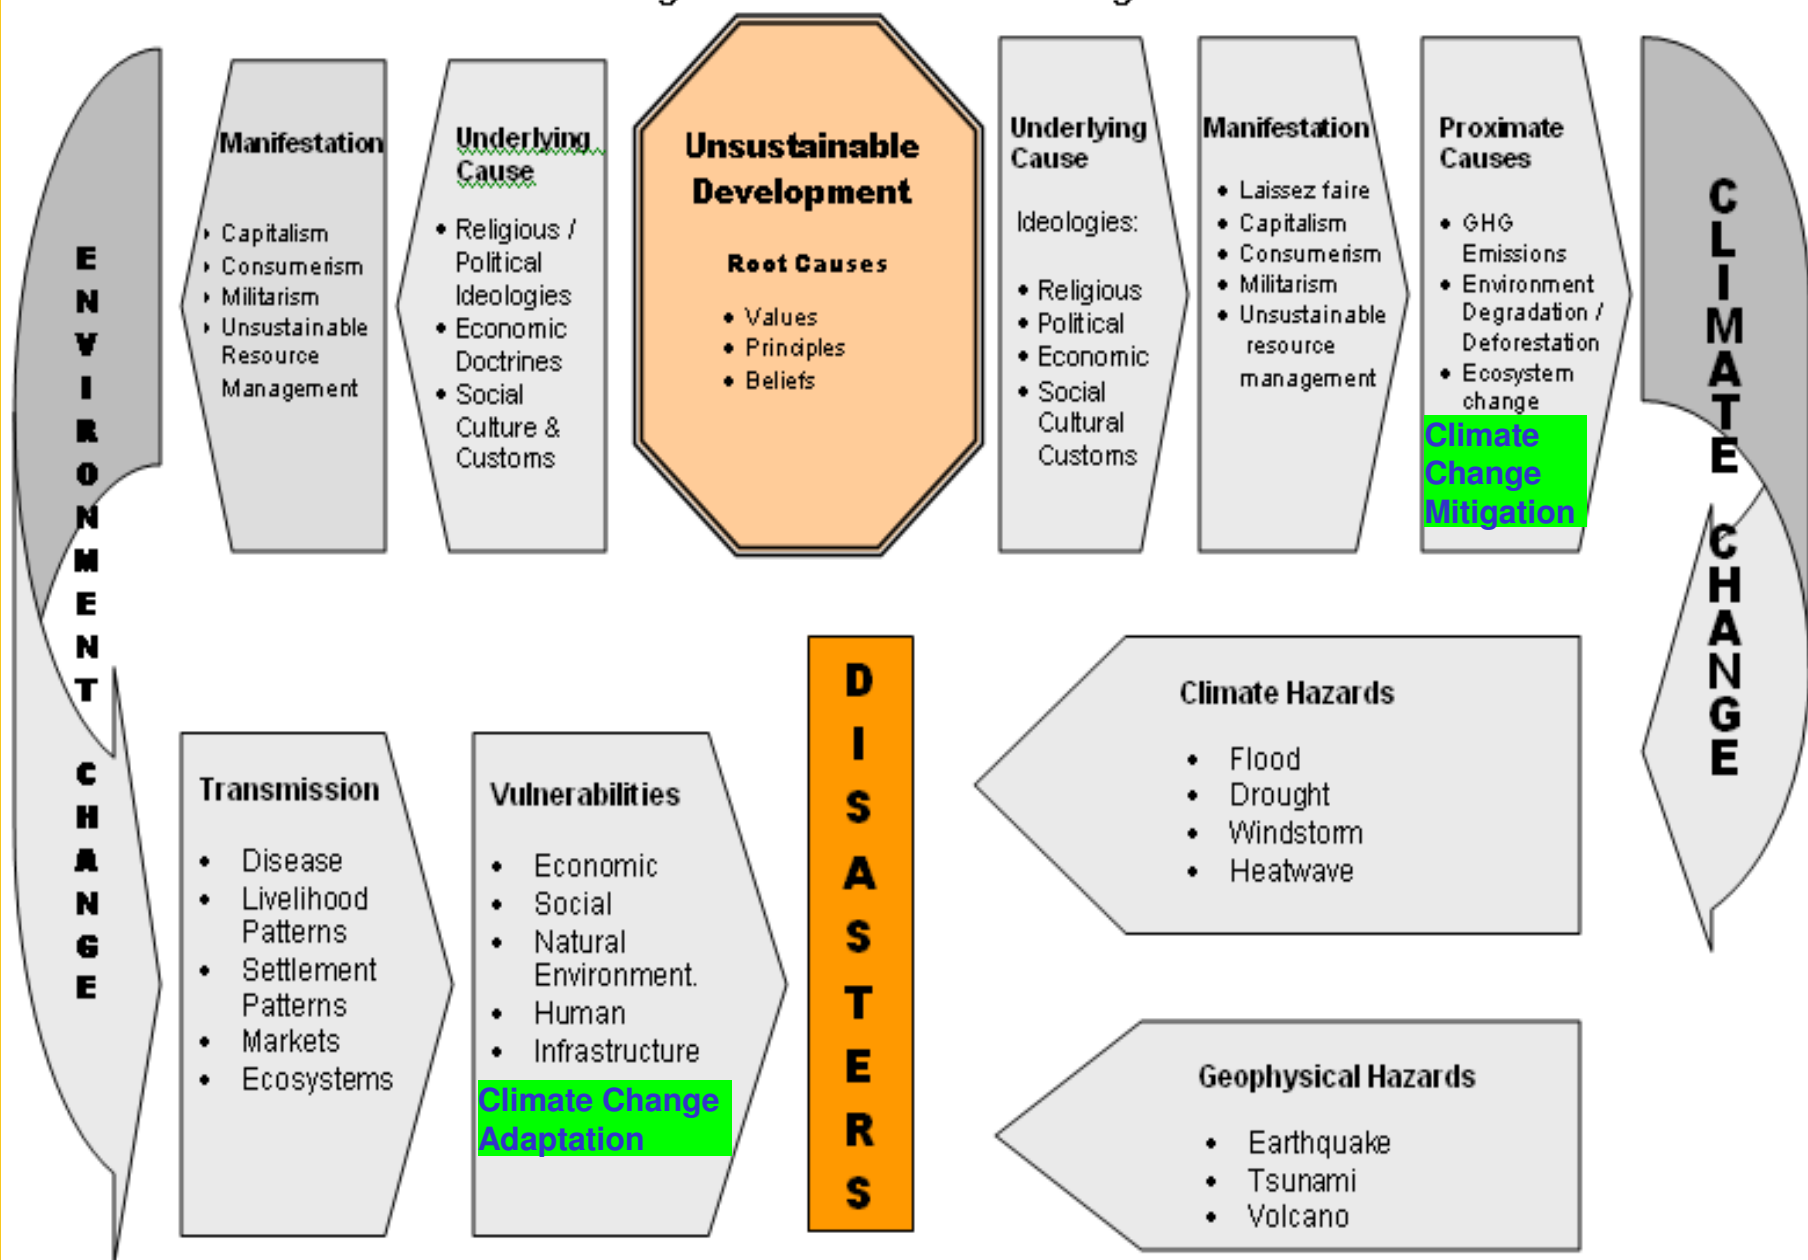 Manifestation
Capitalism
Consumerism
Militarism
Unsustainable
Resource
Management
Underlying
Cause
Religious /
Political
Ideologies
Economic
Doctrines
Social
Culture &
Customs
Unsustainable
Development
Root Causes
Values
Principles
Beliefs
Underlying
Cause
Ideologies:
Religious
Political
Economic
Social
Cultural
Customs
Manifestation
Laissez faire
Capitalism
Consumerism
Militarism
Unsustainable
resource
management
Proximate
Causes
GHG
Emissions
Environment
Degradation /
Deforestation
Ecosystem
change
Climate
Change
Mitigation
CLIMATE CHANGE
ENVIRONMENT CHANGE
Transmission
Disease
Livelihood
Patterns
Settlement
Patterns
Markets
Ecosystems
Vulnerabilities
Economic
Social
Natural
Environment.
Human
Infrastructure
Climate Change
Adaptation
DISASTERS
Climate Hazards
Flood
Drought
Windstorm
Heatwave
Geophysical Hazards
Earthquake
Tsunami
Volcano